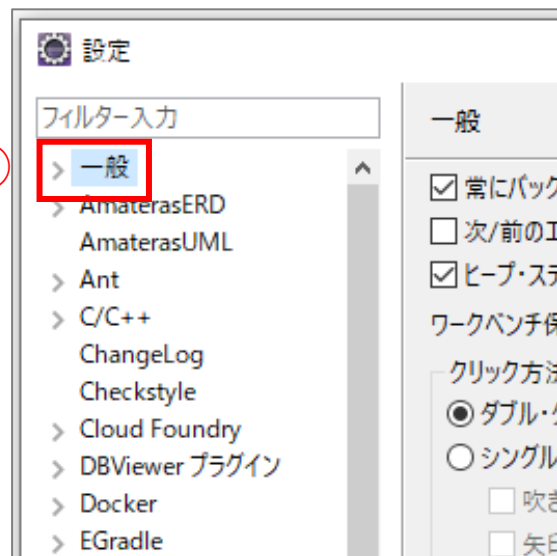 設定
フィルター入力
一般
AmaterasERD
AmaterasUML
Ant
C/C++
ChangeLog
Checkstyle
Cloud Foundry
DBViewer プラグイン
Docker
EGradle
一般
常にバック
次/前のエ
ヒープ・ステ
ワークベンチ保
クリック方法
ダブル・ク
シングル
吹き
矢印